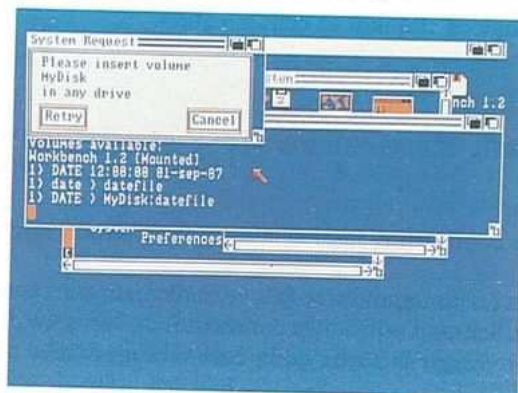 System Request
Please insert volume
MyDisk
in any drive
Retry
Cancel
nch 1.2
Volumes available:
Workbench 1.2 [Mounted]
1) DATE 12:00:00 01-sep-87
1) date > datefile
1) DATE > MyDisk:datefile
System
Preferences